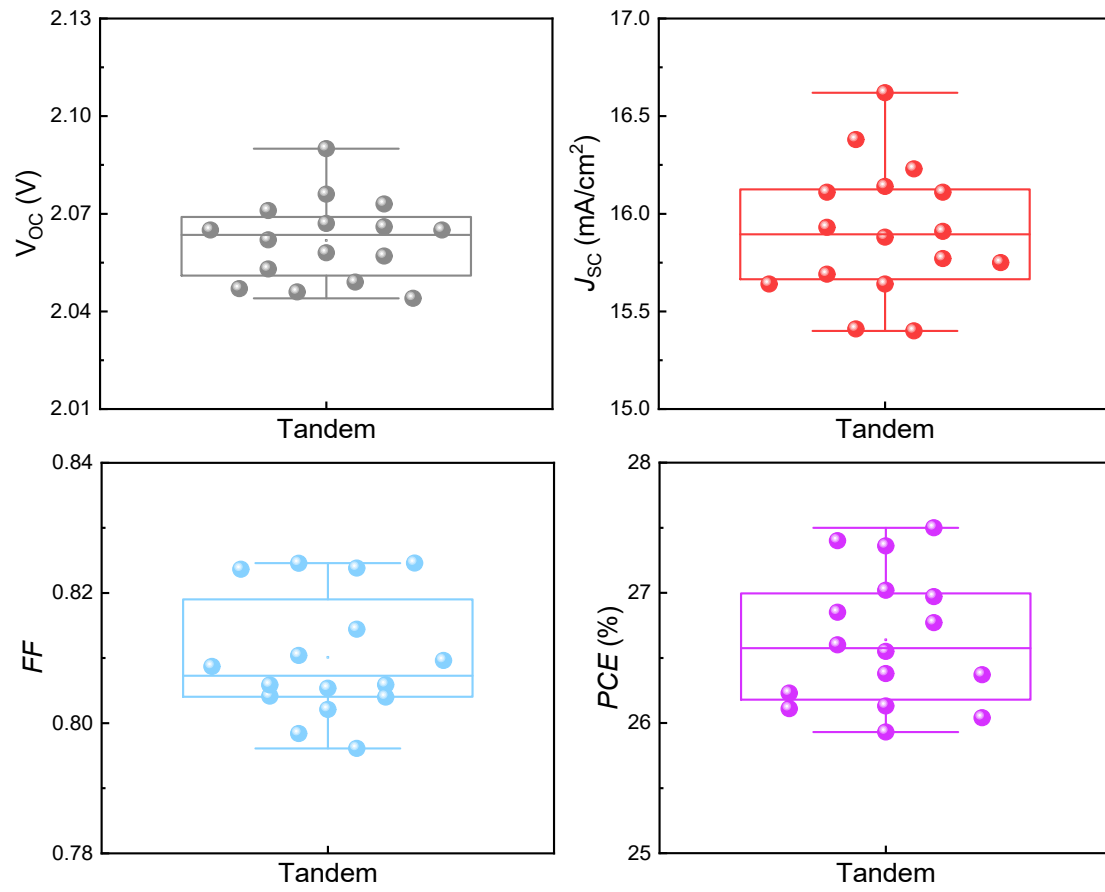 2.13
2.10
2.07
2.04
2.01
V_OC (V)
Tandem
17.0
16.5
16.0
15.5
15.0
J_SC (mA/cm²)
Tandem
0.84
0.82
0.80
0.78
FF
Tandem
28
27
26
25
PCE (%)
Tandem